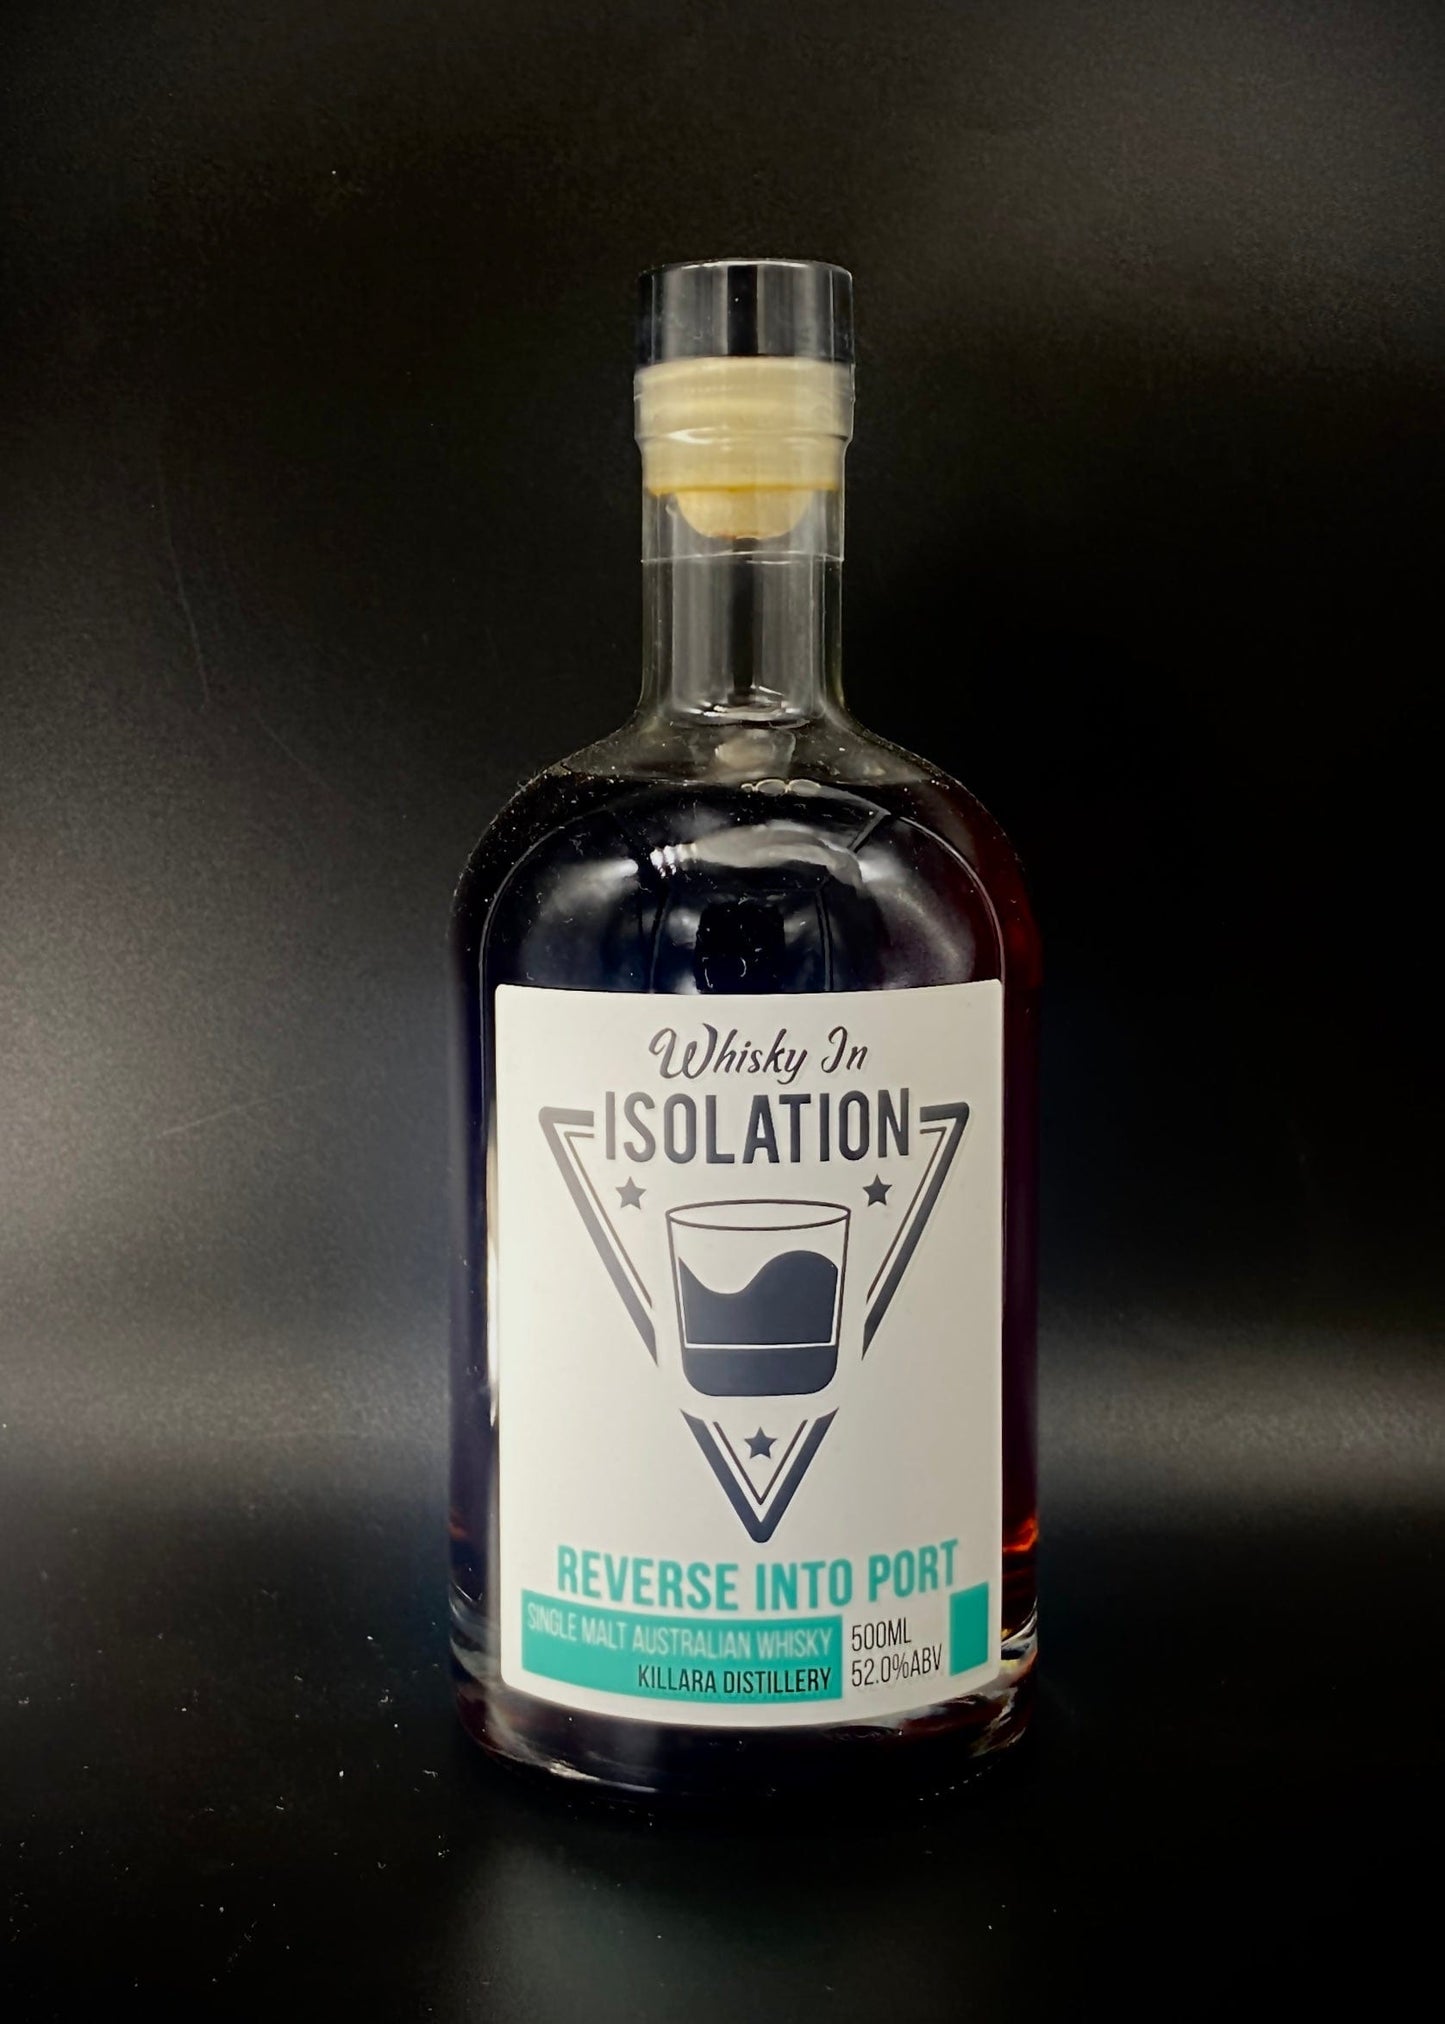 Whisky In
ISOLATION
REVERSE INTO PORT
SINGLE MALT AUSTRALIAN WHISKY
KILLARA DISTILLERY
500ML
52.0%ABV